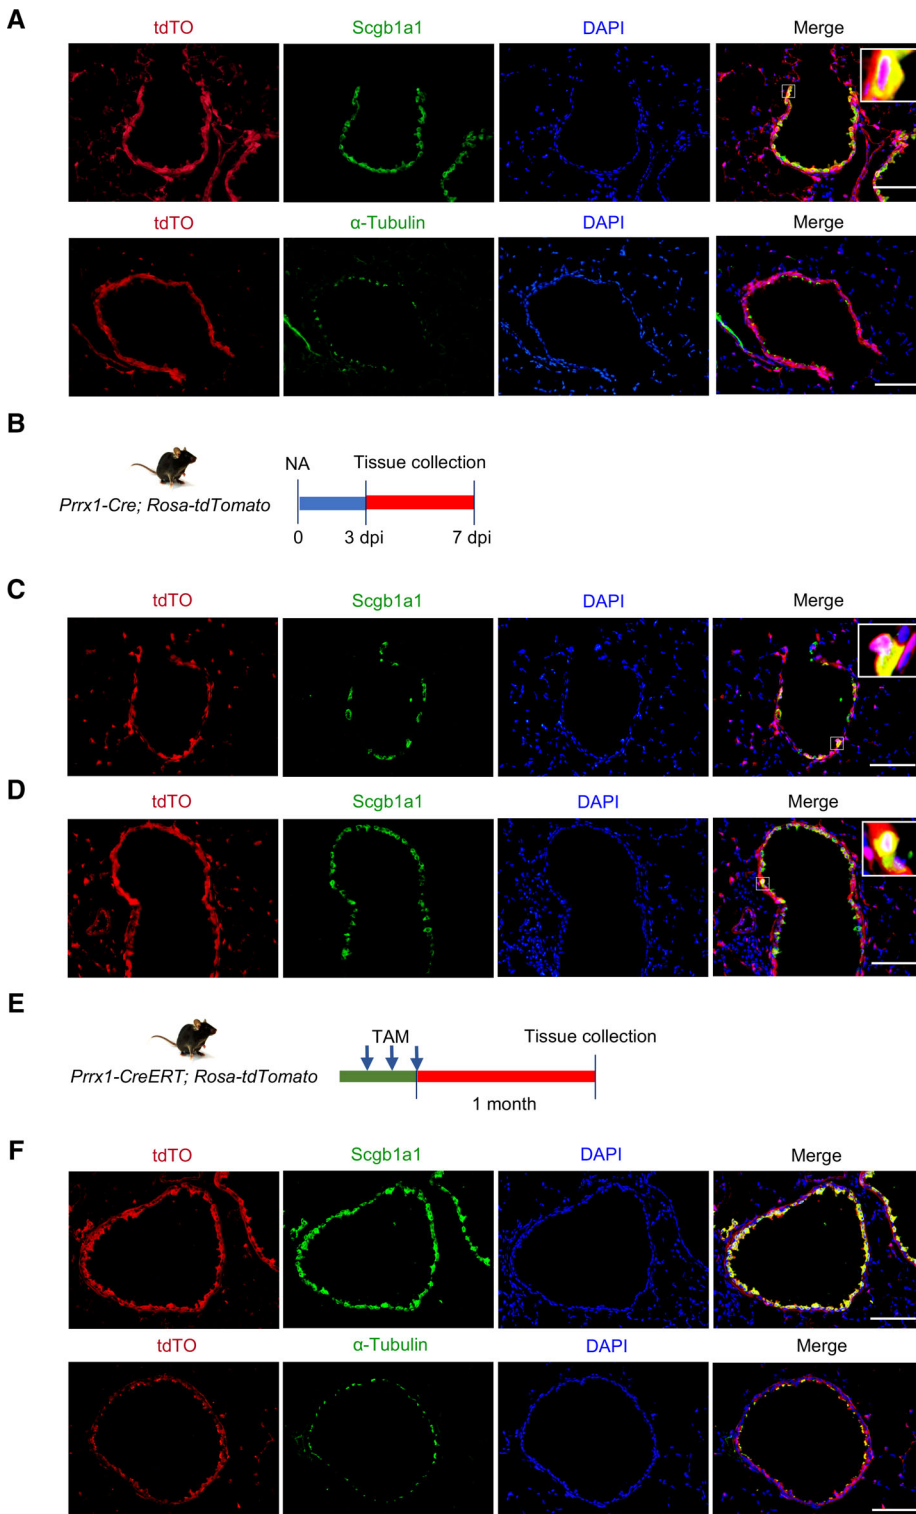 A
tdTO Scgb1a1 DAPI Merge
tdTO α-Tubulin DAPI Merge
B
NA Tissue collection
Prrx1-Cre; Rosa-tdTomato
0 3 dpi 7 dpi
C
tdTO Scgb1a1 DAPI Merge
D
tdTO Scgb1a1 DAPI Merge
E
TAM Tissue collection
Prrx1-CreERT; Rosa-tdTomato
1 month
F
tdTO Scgb1a1 DAPI Merge
tdTO α-Tubulin DAPI Merge